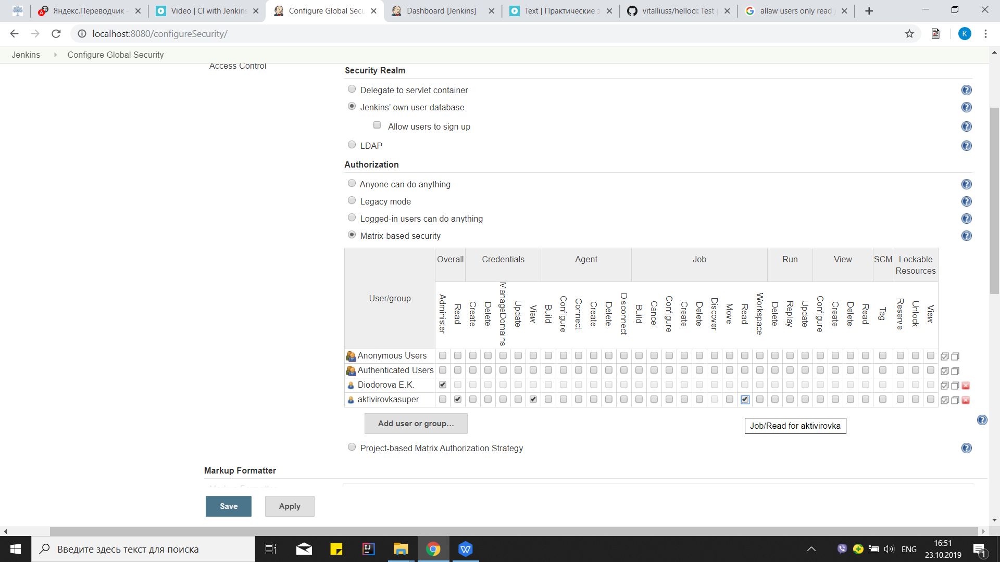 Яндекс.Переводчик –
Video | CI with Jenkins
Configure Global Secu
Dashboard [Jenkins]
Text | Практические з
vitalliuss/helloci: Test p
allaw users only read j
localhost:8080/configureSecurity/
K
Jenkins
Configure Global Security
Access Control
Security Realm
Delegate to servlet container
Jenkins’ own user database
Allow users to sign up
LDAP
Authorization
Anyone can do anything
Legacy mode
Logged-in users can do anything
Matrix-based security
User/group
Overall
Credentials
Agent
Job
Run
View
SCM
Lockable Resources
Administer
Read
Create
Delete
ManageDomains
Update
View
Build
Configure
Connect
Create
Delete
Disconnect
Build
Cancel
Configure
Create
Delete
Discover
Move
Read
Workspace
Delete
Replay
Update
Configure
Create
Delete
Read
Tag
Reserve
Unlock
View
Anonymous Users
Authenticated Users
Diodorova E.K.
aktivirovkasuper
Add user or group...
Job/Read for aktivirovka
Project-based Matrix Authorization Strategy
Markup Formatter
Markup Formatter
Save
Apply
Введите здесь текст для поиска
ENG
16:51
23.10.2019
1